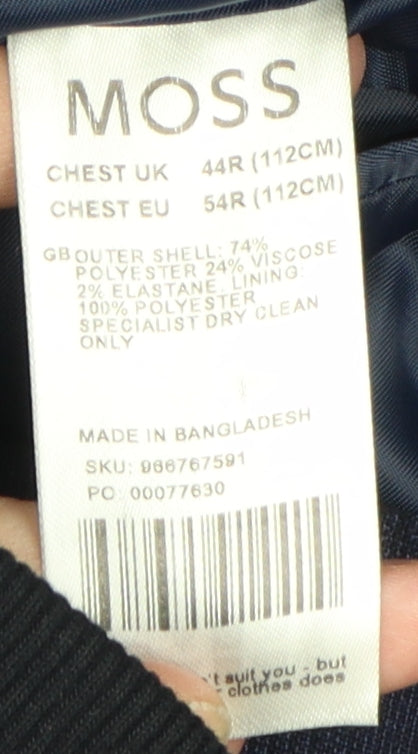 MOSS
CHEST UK 44R (112CM)
CHEST EU 54R (112CM)
GB OUTER SHELL: 74%
POLYESTER 24% VISCOSE
2% ELASTANE. LINING:
100% POLYESTER
SPECIALIST DRY CLEAN
ONLY
MADE IN BANGLADESH
SKU: 966767591
PO: 00077630
't suit you - but
clothes does